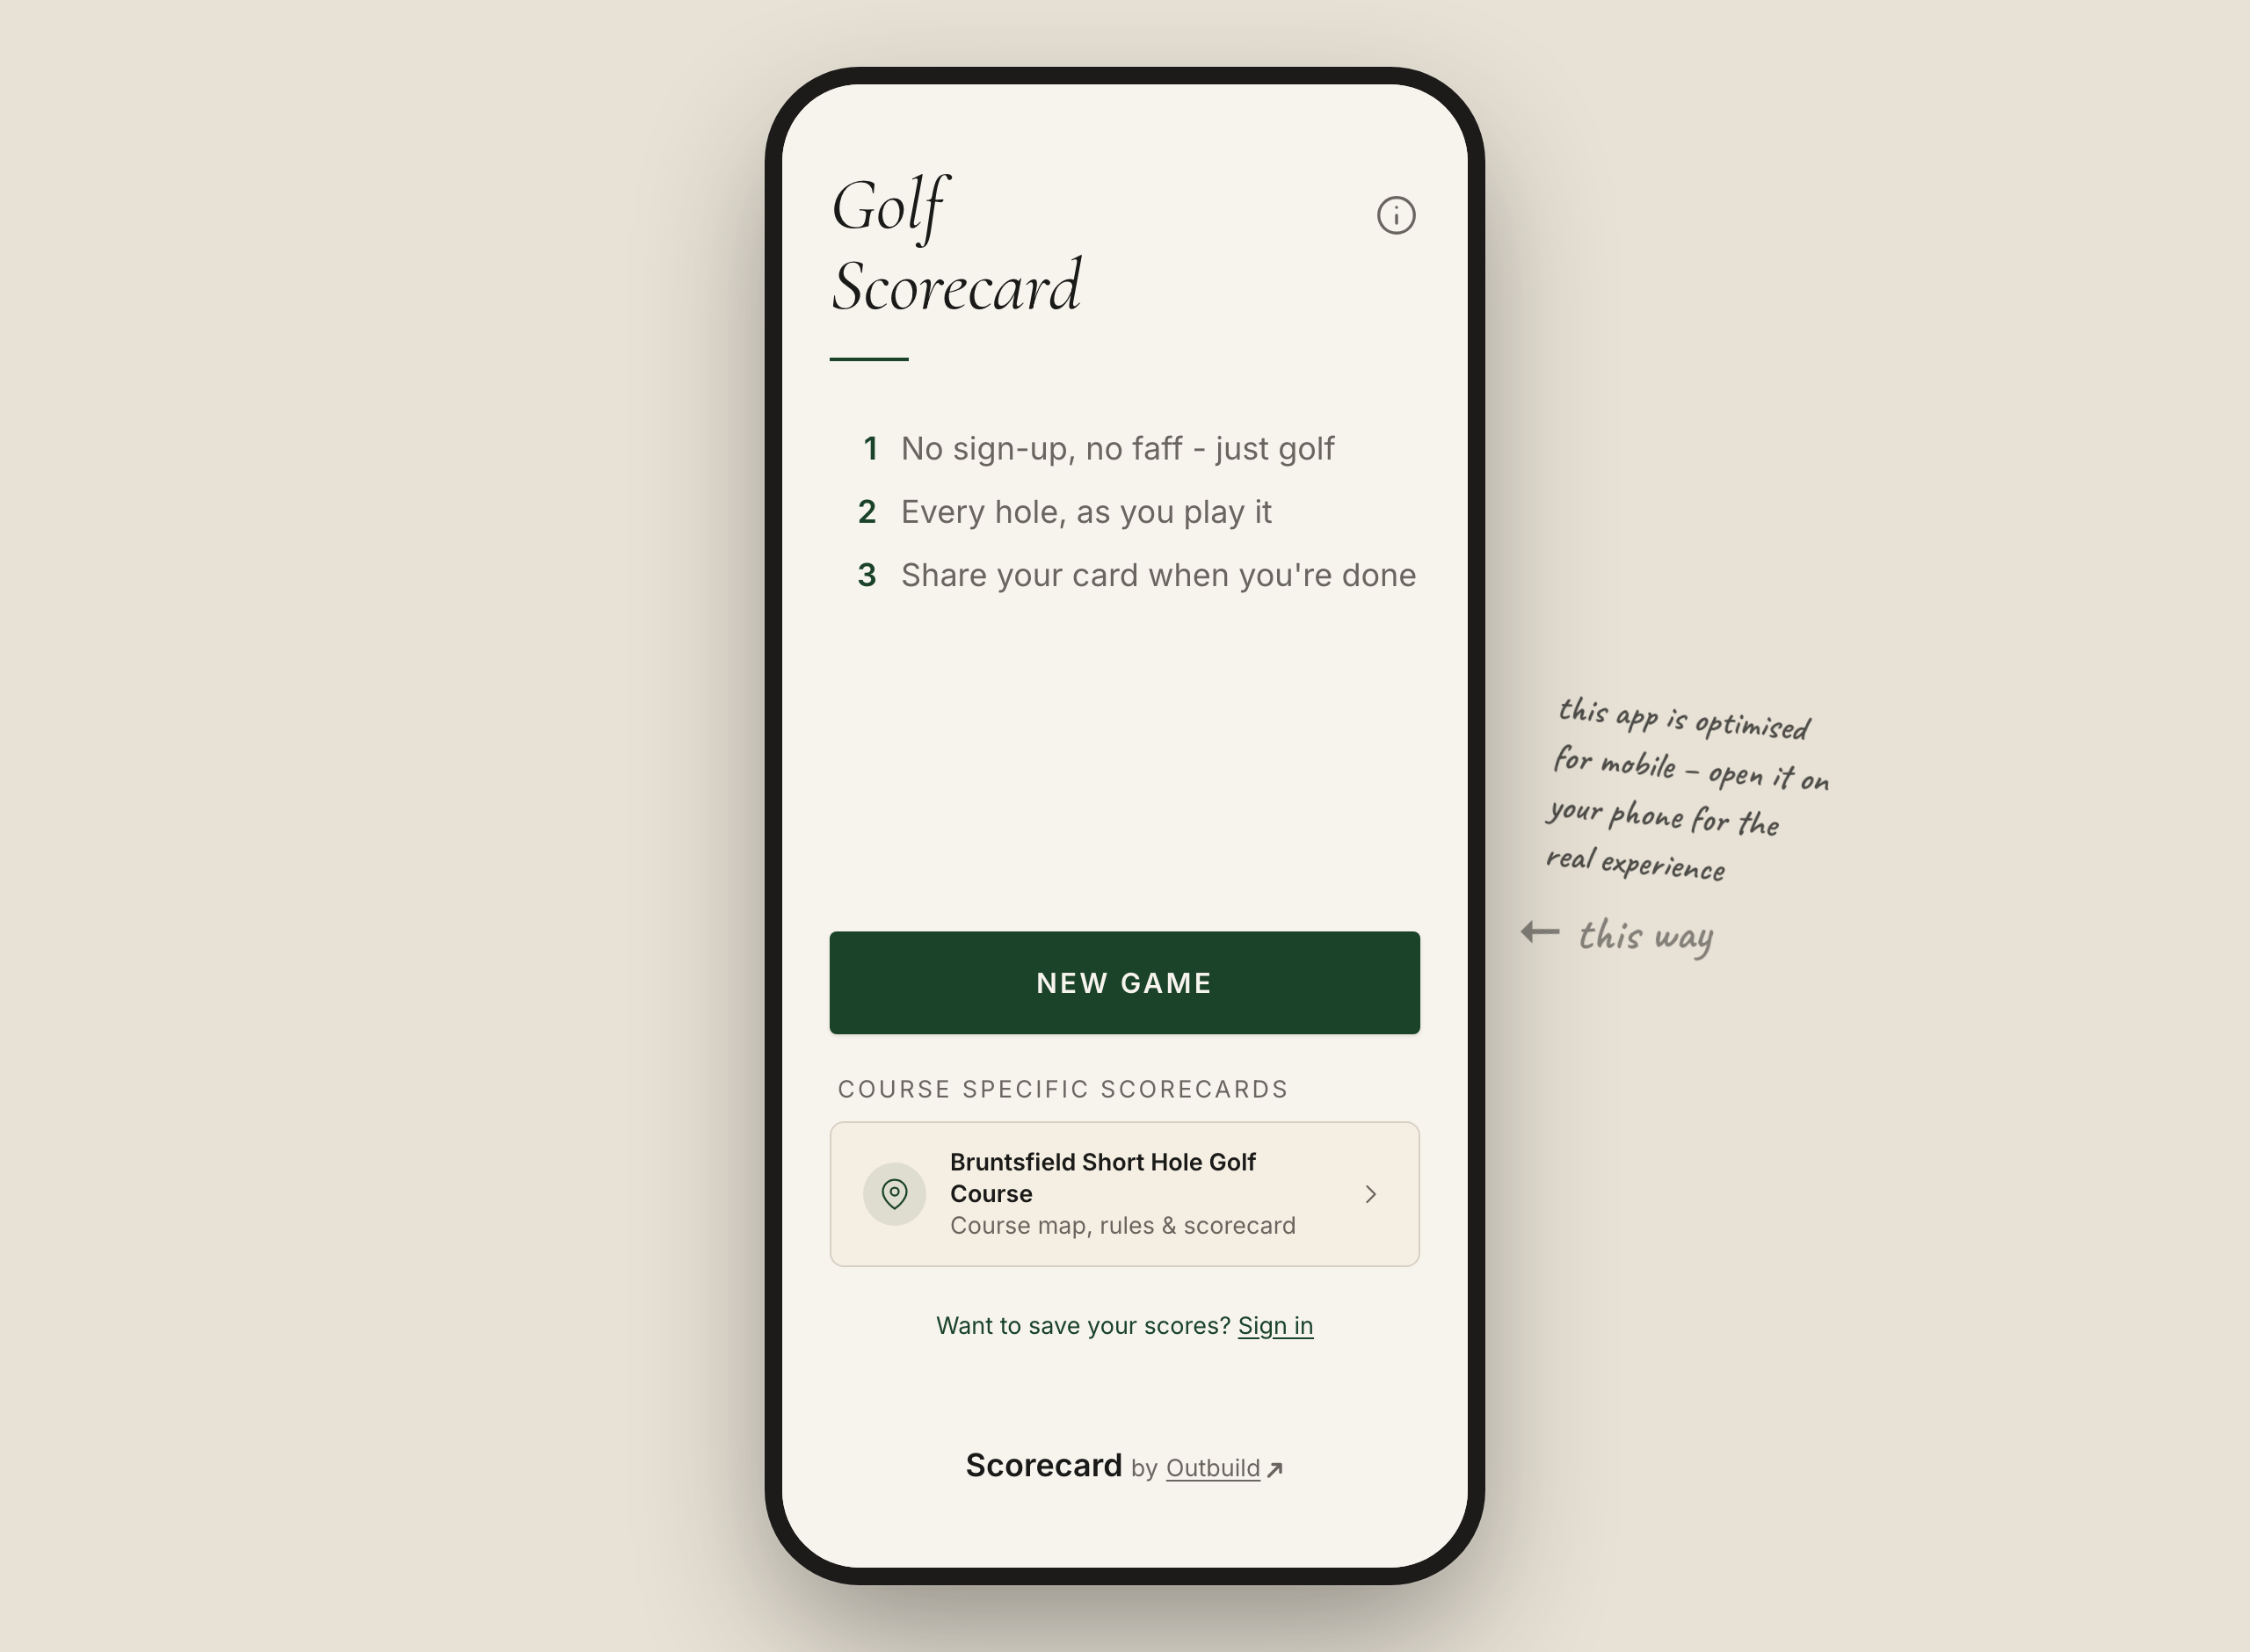 Golf
Scorecard
1 No sign-up, no faff - just golf
2 Every hole, as you play it
3 Share your card when you're done
this app is optimised
for mobile – open it on
your phone for the
real experience
← this way
NEW GAME
COURSE SPECIFIC SCORECARDS
Bruntsfield Short Hole Golf
Course
Course map, rules & scorecard
Want to save your scores? Sign in
Scorecard by Outbuild↗